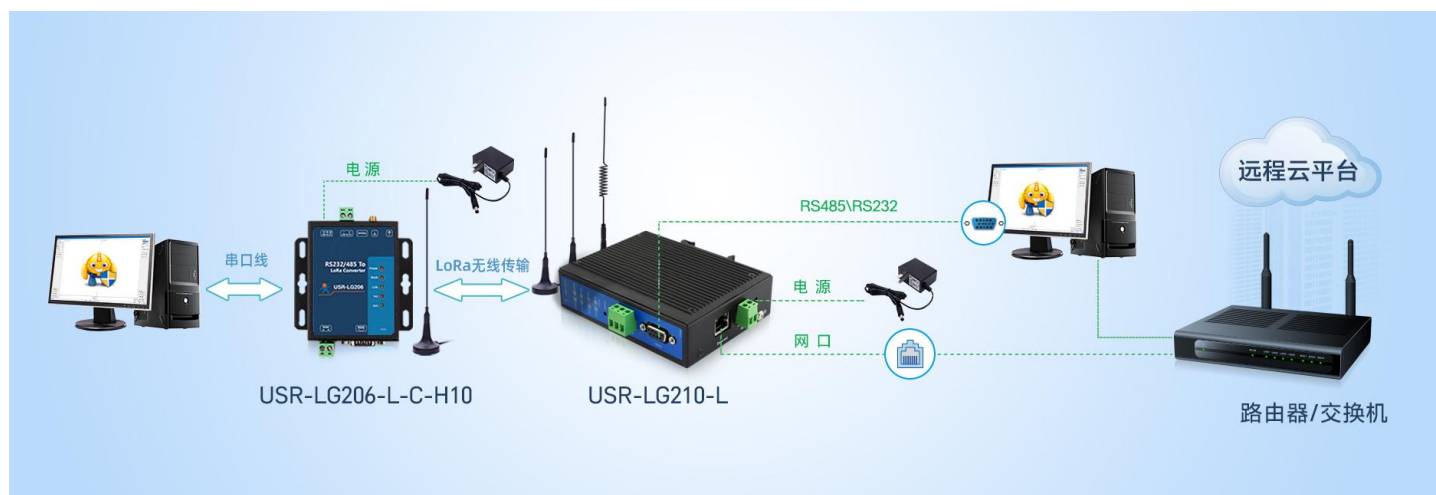 电源
远程云平台
RS485\RS232
串口线
RS232/485 To
LoRa Converter
USR-LG206
LoRa无线传输
电 源
网 口
USR-LG206-L-C-H10
USR-LG210-L
路由器/交换机